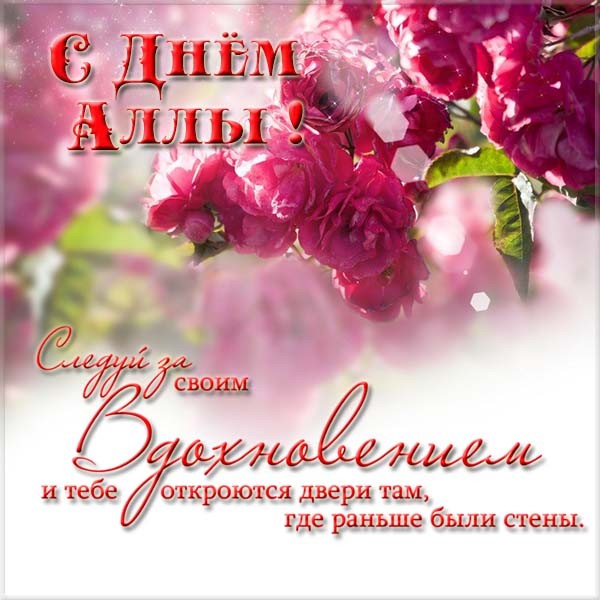 С Днём
Аллы!
Следуй за
своим
Вдохновением
и тебе откроются двери там,
где раньше были стены.